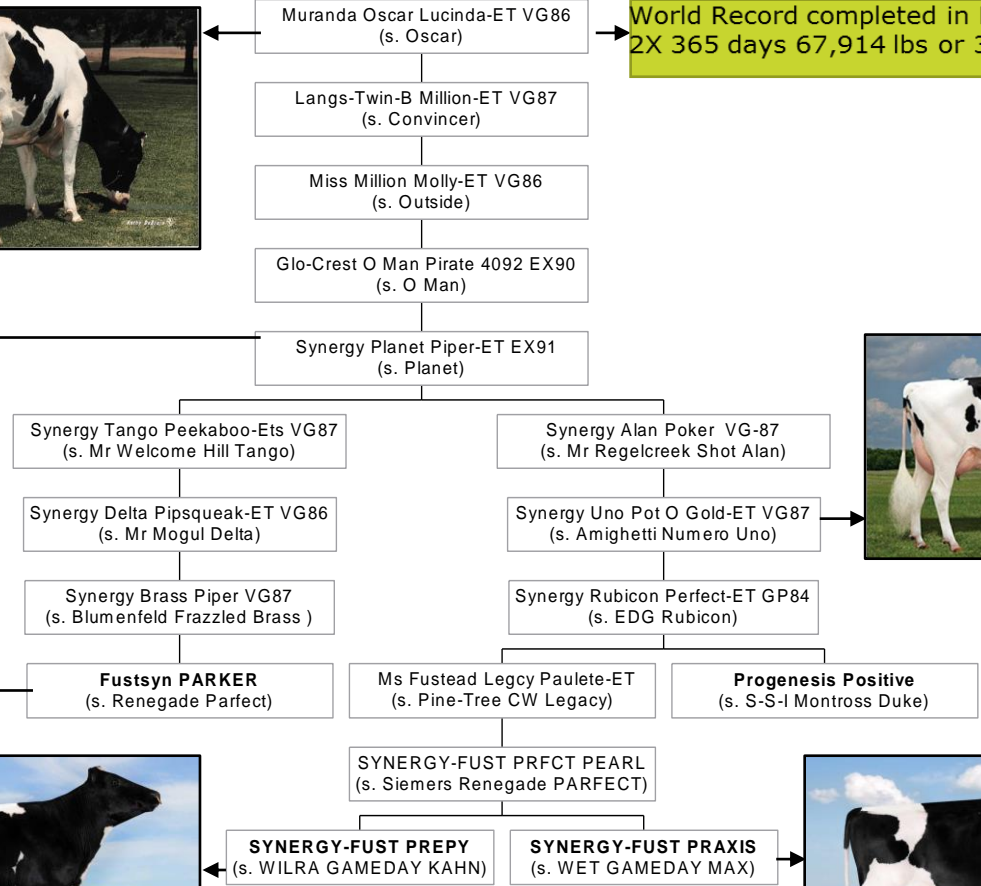 Muranda Oscar Lucinda-ET VG86
(s. Oscar)
World Record completed in
2X 365 days 67,914 lbs or
Langs-Twin-B Million-ET VG87
(s. Convincer)
Miss Million Molly-ET VG86
(s. Outside)
Glo-Crest O Man Pirate 4092 EX90
(s. O Man)
Synergy Planet Piper-ET EX91
(s. Planet)
Synergy Tango Peekaboo-Ets VG87
(s. Mr Welcome Hill Tango)
Synergy Alan Poker VG-87
(s. Mr Regelcreek Shot Alan)
Synergy Delta Pipsqueak-ET VG86
(s. Mr Mogul Delta)
Synergy Uno Pot O Gold-ET VG87
(s. Amighetti Numero Uno)
Synergy Brass Piper VG87
(s. Blumenfeld Frazzled Brass )
Synergy Rubicon Perfect-ET GP84
(s. EDG Rubicon)
Fustsyn PARKER
(s. Renegade Parfect)
Ms Fustead Legcy Paulete-ET
(s. Pine-Tree CW Legacy)
Progenesis Positive
(s. S-S-I Montross Duke)
SYNERGY-FUST PRFCT PEARL
(s. Siemers Renegade PARFECT)
SYNERGY-FUST PREPY
(s. WILRA GAMEDAY KAHN)
SYNERGY-FUST PRAXIS
(s. WET GAMEDAY MAX)